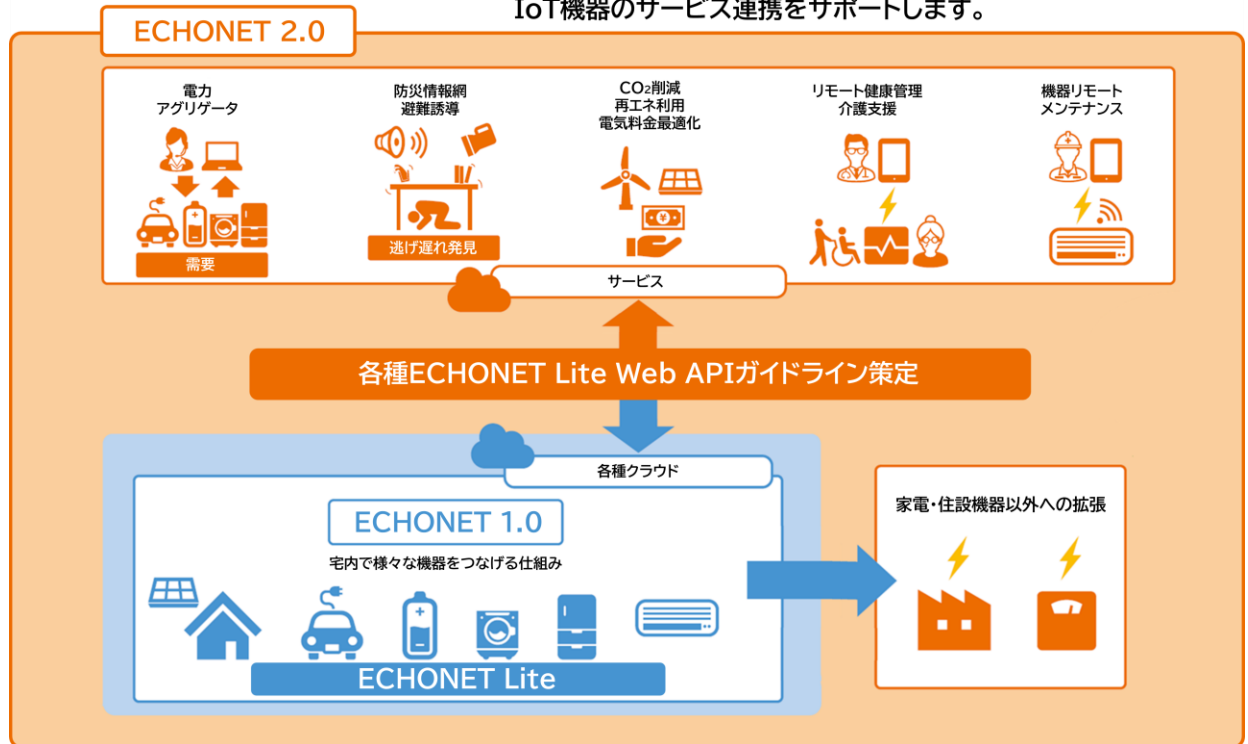 IoT機器のサービス連携をサポートします。
ECHONET 2.0
電力
アグリゲータ
需要
防災情報網
避難誘導
逃げ遅れ発見
CO₂削減
再エネ利用
電気料金最適化
リモート健康管理
介護支援
機器リモート
メンテナンス
サービス
各種ECHONET Lite Web APIガイドライン策定
各種クラウド
ECHONET 1.0
宅内で様々な機器をつなげる仕組み
ECHONET Lite
家電・住設機器以外への拡張